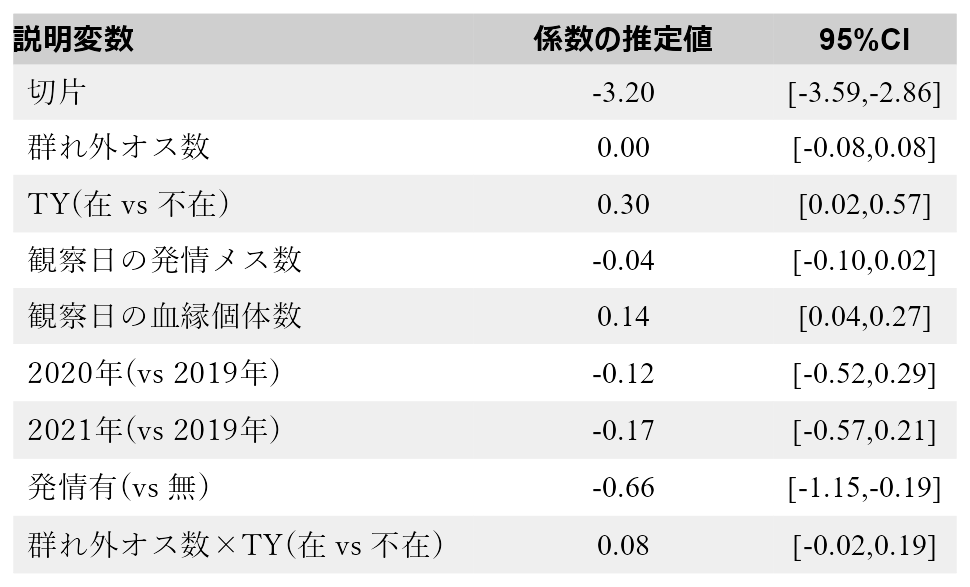 説明変数 係数の推定値 95%CI
切片 -3.20 [-3.59,-2.86]
群れ外オス数 0.00 [-0.08,0.08]
TY(在 vs 不在) 0.30 [0.02,0.57]
観察日の発情メス数 -0.04 [-0.10,0.02]
観察日の血縁個体数 0.14 [0.04,0.27]
2020年(vs 2019年) -0.12 [-0.52,0.29]
2021年(vs 2019年) -0.17 [-0.57,0.21]
発情有(vs 無) -0.66 [-1.15,-0.19]
群れ外オス数×TY(在 vs 不在) 0.08 [-0.02,0.19]